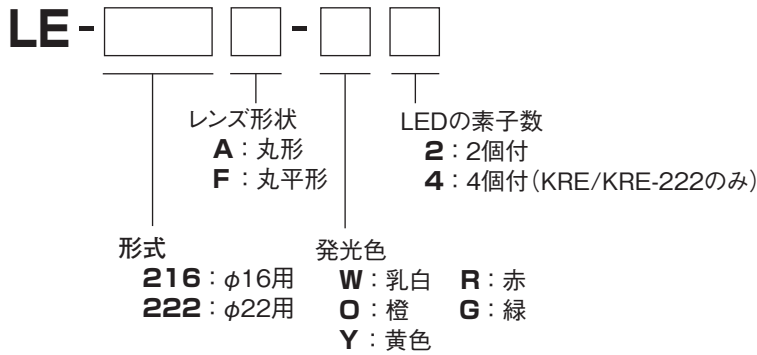 LE-□□-□□
レンズ形状
A：丸形
F：丸平形
LEDの素子数
2：2個付
4：4個付（KRE/KRE-222のみ）
形式
216：φ16用
222：φ22用
発光色
W：乳白 R：赤
O：橙 G：緑
Y：黄色